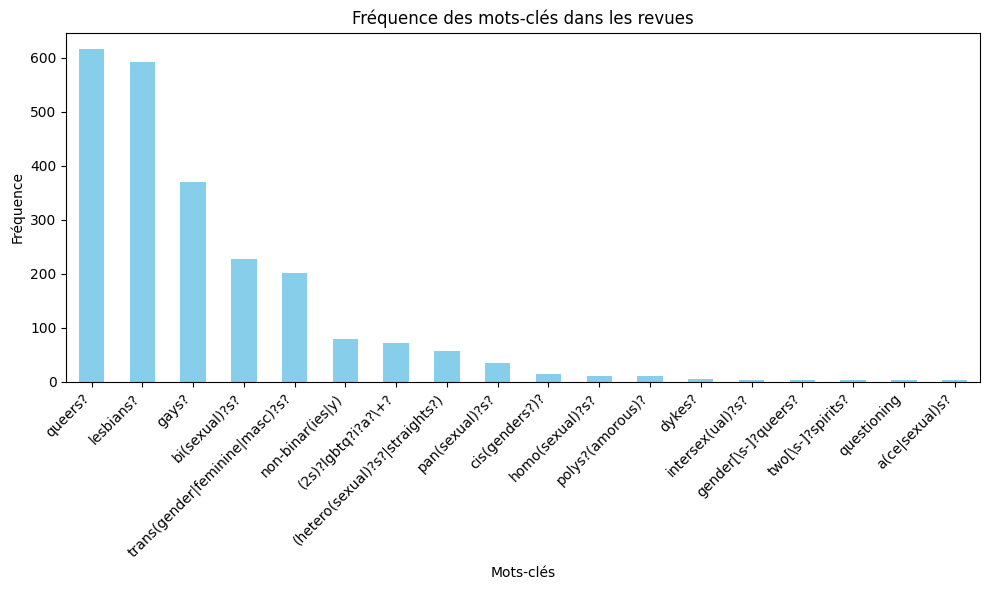 Fréquence des mots-clés dans les revues
Fréquence
600
500
400
300
200
100
0
queers?
lesbians?
gays?
bi(sexual)?s?
trans(gender|feminine|masc)?s?
non-binar(ies|y)
(2s)?lgbtq?i?a?\+?
(hetero(sexual)?s?|straights?)
pan(sexual)?s?
cis(genders?)?
homo(sexual)?s?
polys?(amorous)?
dykes?
intersex(ual)?s?
gender[\s-]?queers?
two[\s-]?spirits?
questioning
a(ce|sexual)s?
Mots-clés